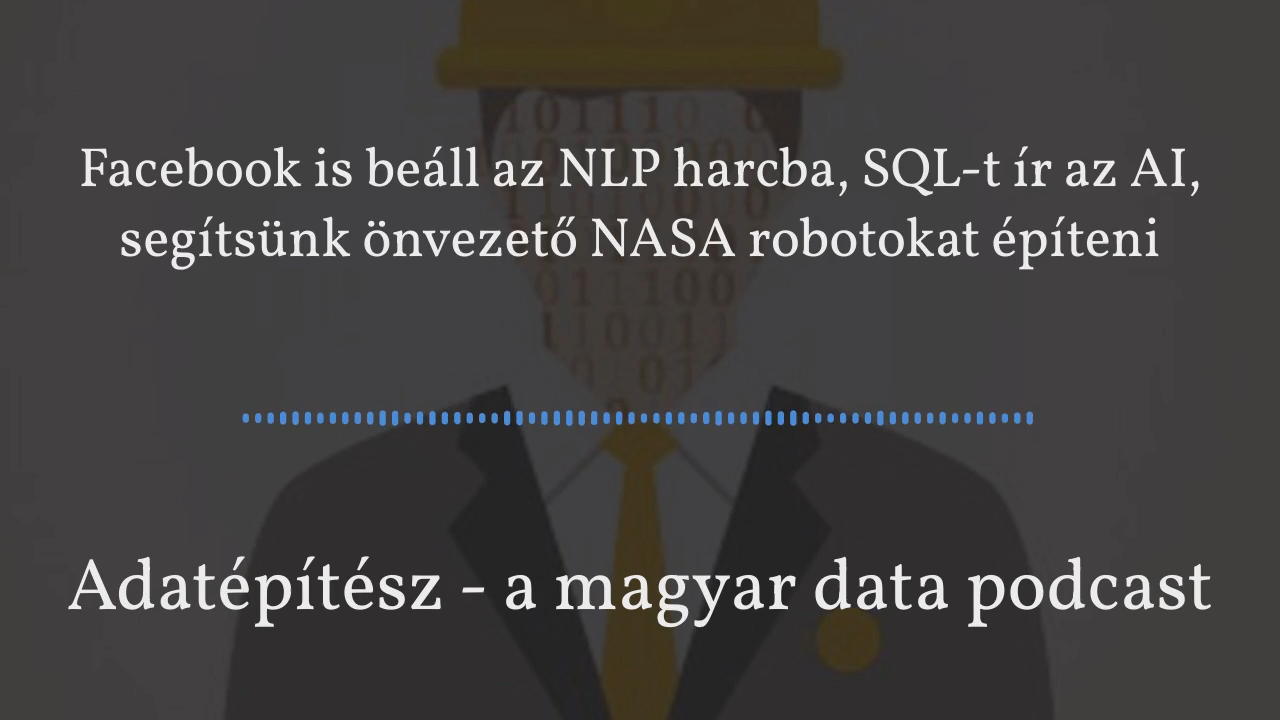 Facebook is beáll az NLP harcba, SQL-t ír az AI,
segítsünk önvezető NASA robotokat építeni
Adatépítész - a magyar data podcast